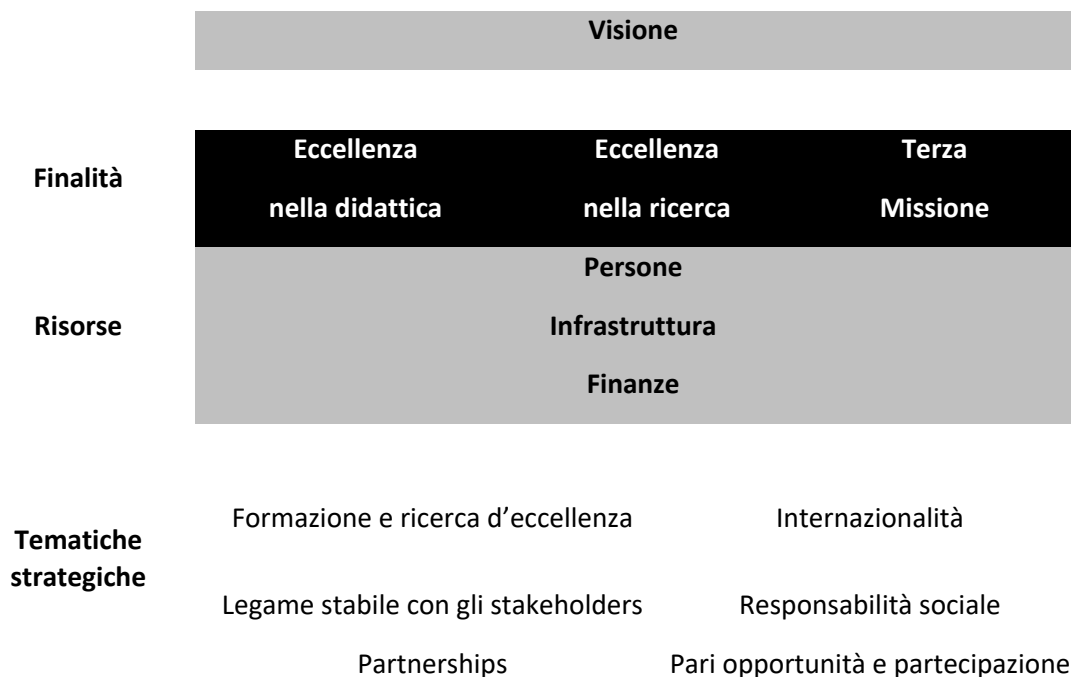 Visione
Finalità
Eccellenza
nella didattica
Eccellenza
nella ricerca
Terza
Missione
Risorse
Persone
Infrastruttura
Finanze
Tematiche
strategiche
Formazione e ricerca d’eccellenza
Internazionalità
Legame stabile con gli stakeholders
Responsabilità sociale
Partnerships
Pari opportunità e partecipazione